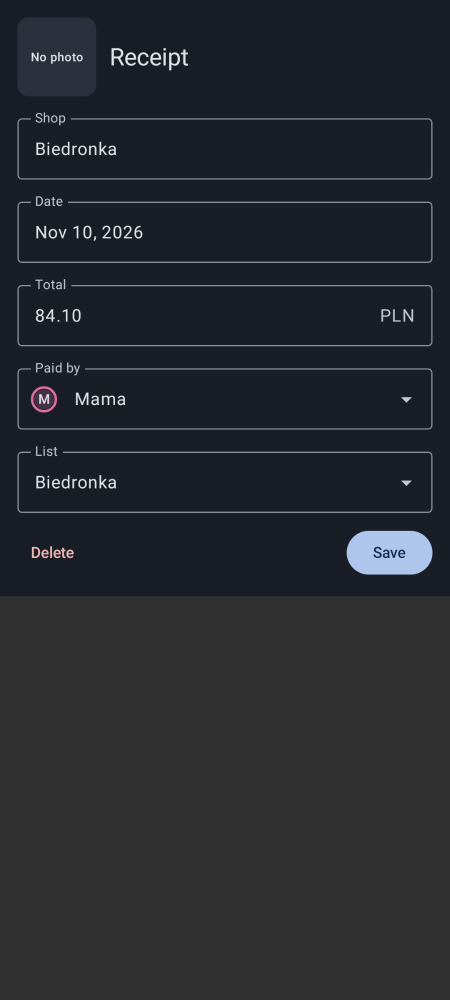 No photo
Receipt
Shop
Biedronka
Date
Nov 10, 2026
Total
84.10 PLN
Paid by
M Mama
List
Biedronka
Delete Save